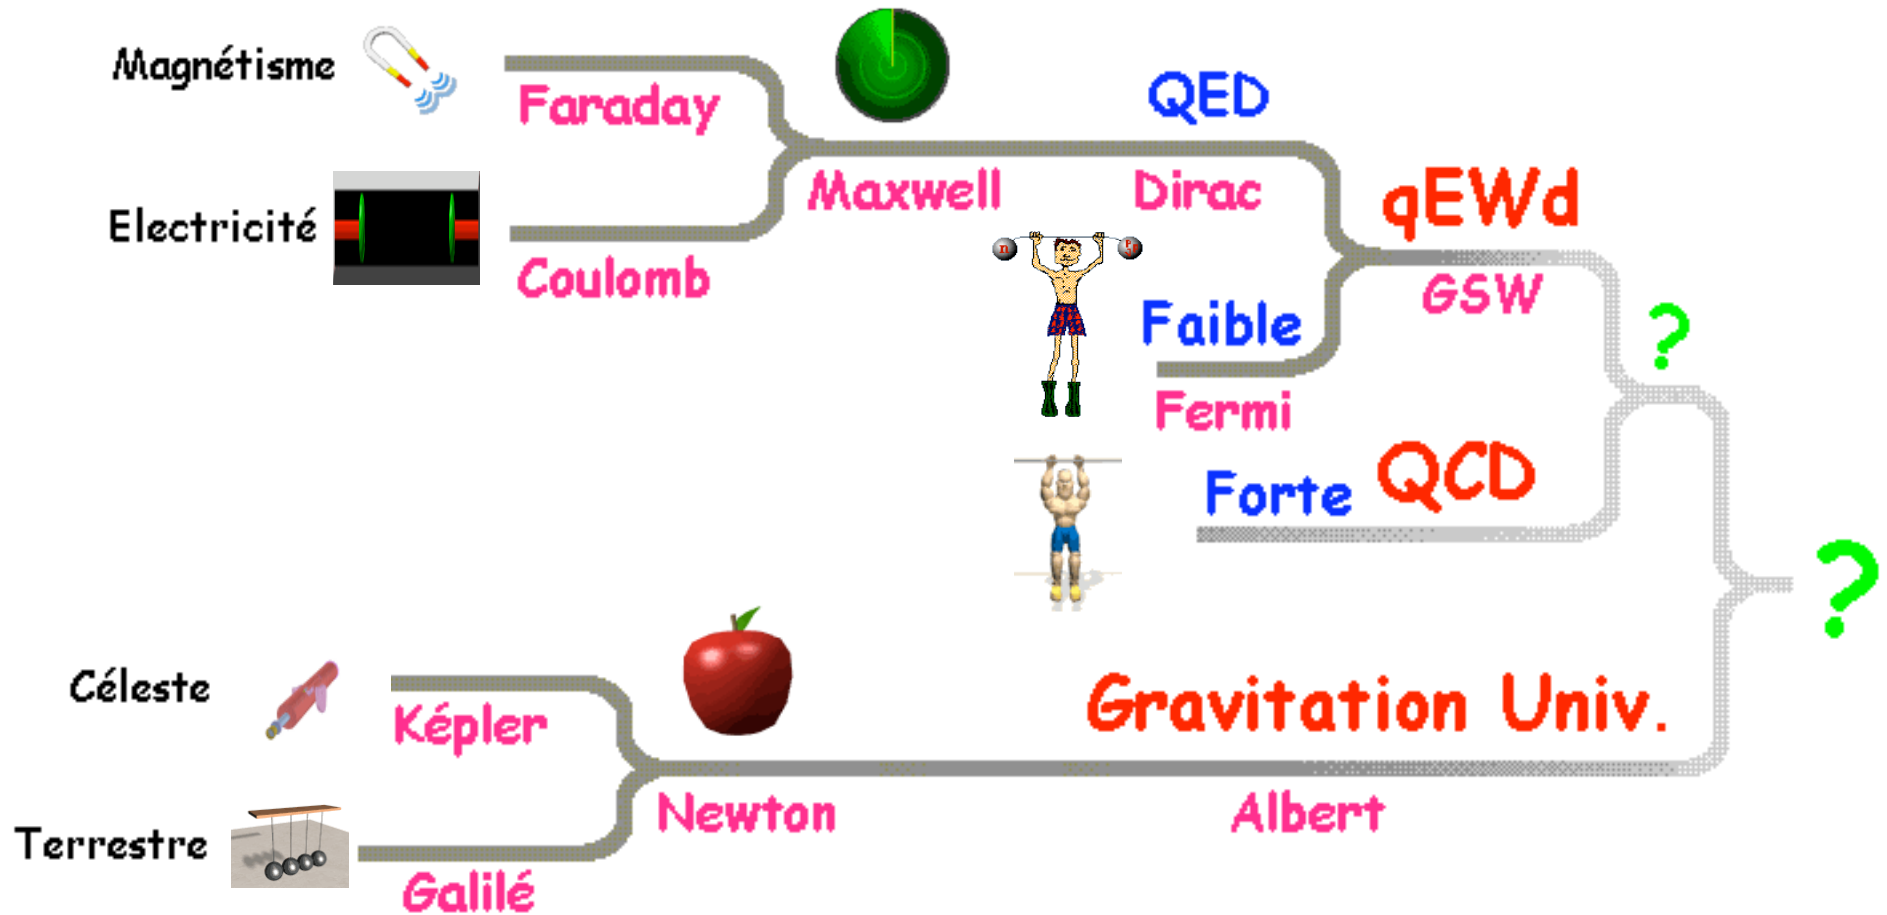 Magnétisme
Faraday
QED
Electricité
Coulomb
Maxwell
Dirac
qEWd
GSW
n
Faible
Fermi
?
Forte
QCD
?
Céleste
Képler
Gravitation Univ.
Newton
Albert
Terrestre
Galilé